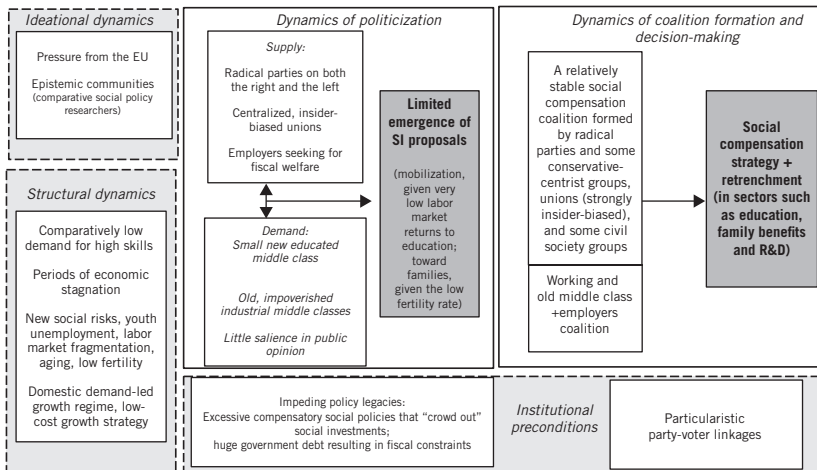 Ideational dynamics
Pressure from the EU
Epistemic communities
(comparative social policy
researchers)
Structural dynamics
Comparatively low
demand for high skills
Periods of economic
stagnation
New social risks, youth
unemployment, labor
market fragmentation,
aging, low fertility
Domestic demand-led
growth regime, low-
cost growth strategy
Dynamics of politicization
Supply:
Radical parties on both
the right and the left
Centralized, insider-
biased unions
Employers seeking for
fiscal welfare
Demand:
Small new educated
middle class
Old, impoverished
industrial middle classes
Little salience in public
opinion
Limited
emergence of
SI proposals
(mobilization,
given very
low labor
market
returns to
education;
toward
families,
given the low
fertility rate)
Dynamics of coalition formation and
decision-making
A relatively
stable social
compensation
coalition formed
by radical
parties and some
conservative-
centrist groups,
unions (strongly
insider-biased),
and some civil
society groups
Working and
old middle class
+employers
coalition
Social
compensation
strategy +
retrenchment
(in sectors such
as education,
family benefits
and R&D)
Impeding policy legacies:
Excessive compensatory social policies that “crowd out”
social investments;
huge government debt resulting in fiscal constraints
Institutional
preconditions
Particularistic
party-voter linkages